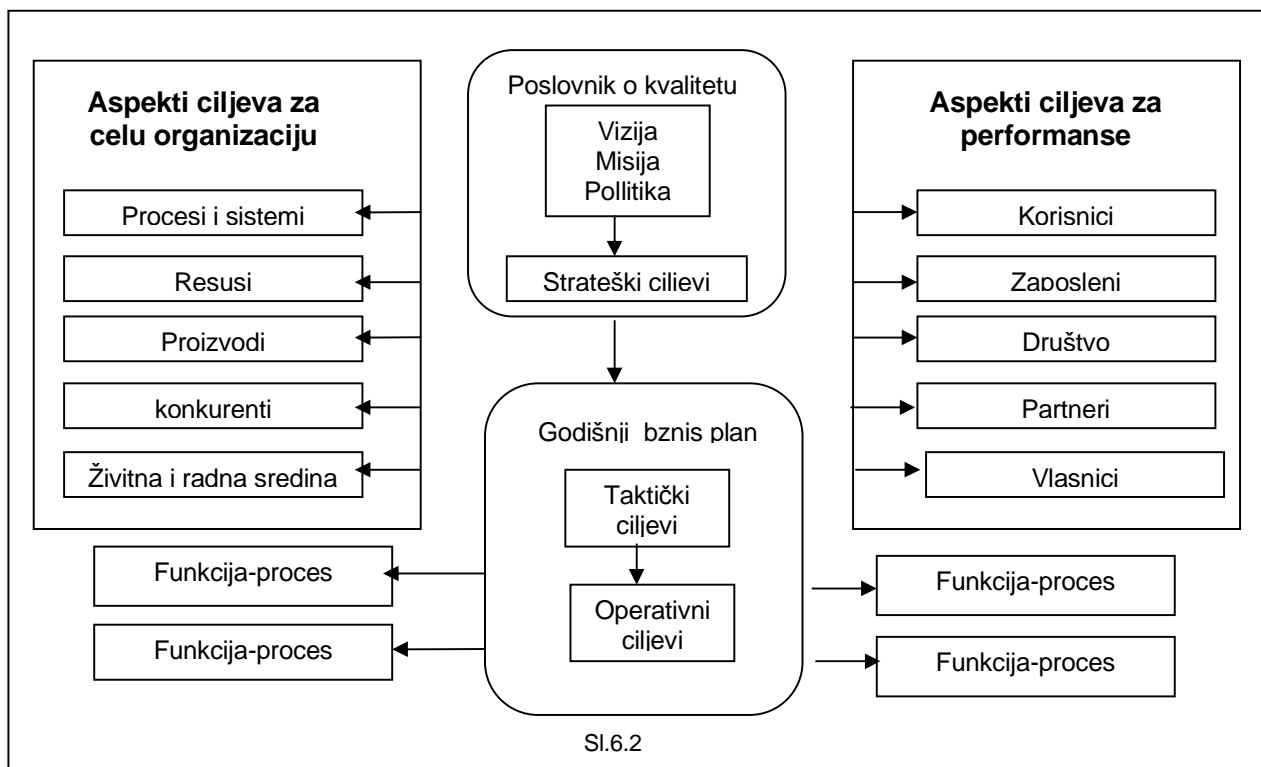 Aspekti ciljeva za
celu organizaciju
Procesi i sistemi
Resusi
Proizvodi
konkurenti
Živitna i radna sredina
Poslovnik o kvalitetu
Vizija
Misija
Pollitika
Strateški ciljevi
Aspekti ciljeva za
performanse
Korisnici
Zaposleni
Društvo
Partneri
Vlasnici
Godišnji bznis plan
Taktički
ciljevi
Operativni
ciljevi
Funkcija-proces
Funkcija-proces
Funkcija-proces
Funkcija-proces
Sl.6.2